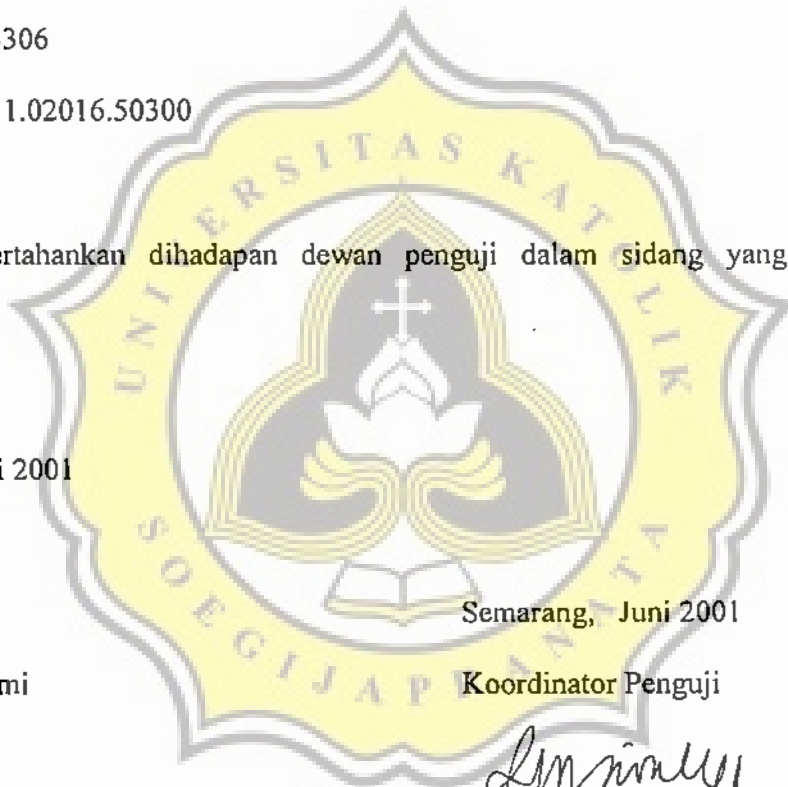 306
1.02016.50300
ertahankan dihadapan dewan penguji dalam sidang yang
i 2001
Semarang, Juni 2001
mi
Koordinator Penguji
UNIVERSITAS KATOLIK
SOEGIJAPRANATA